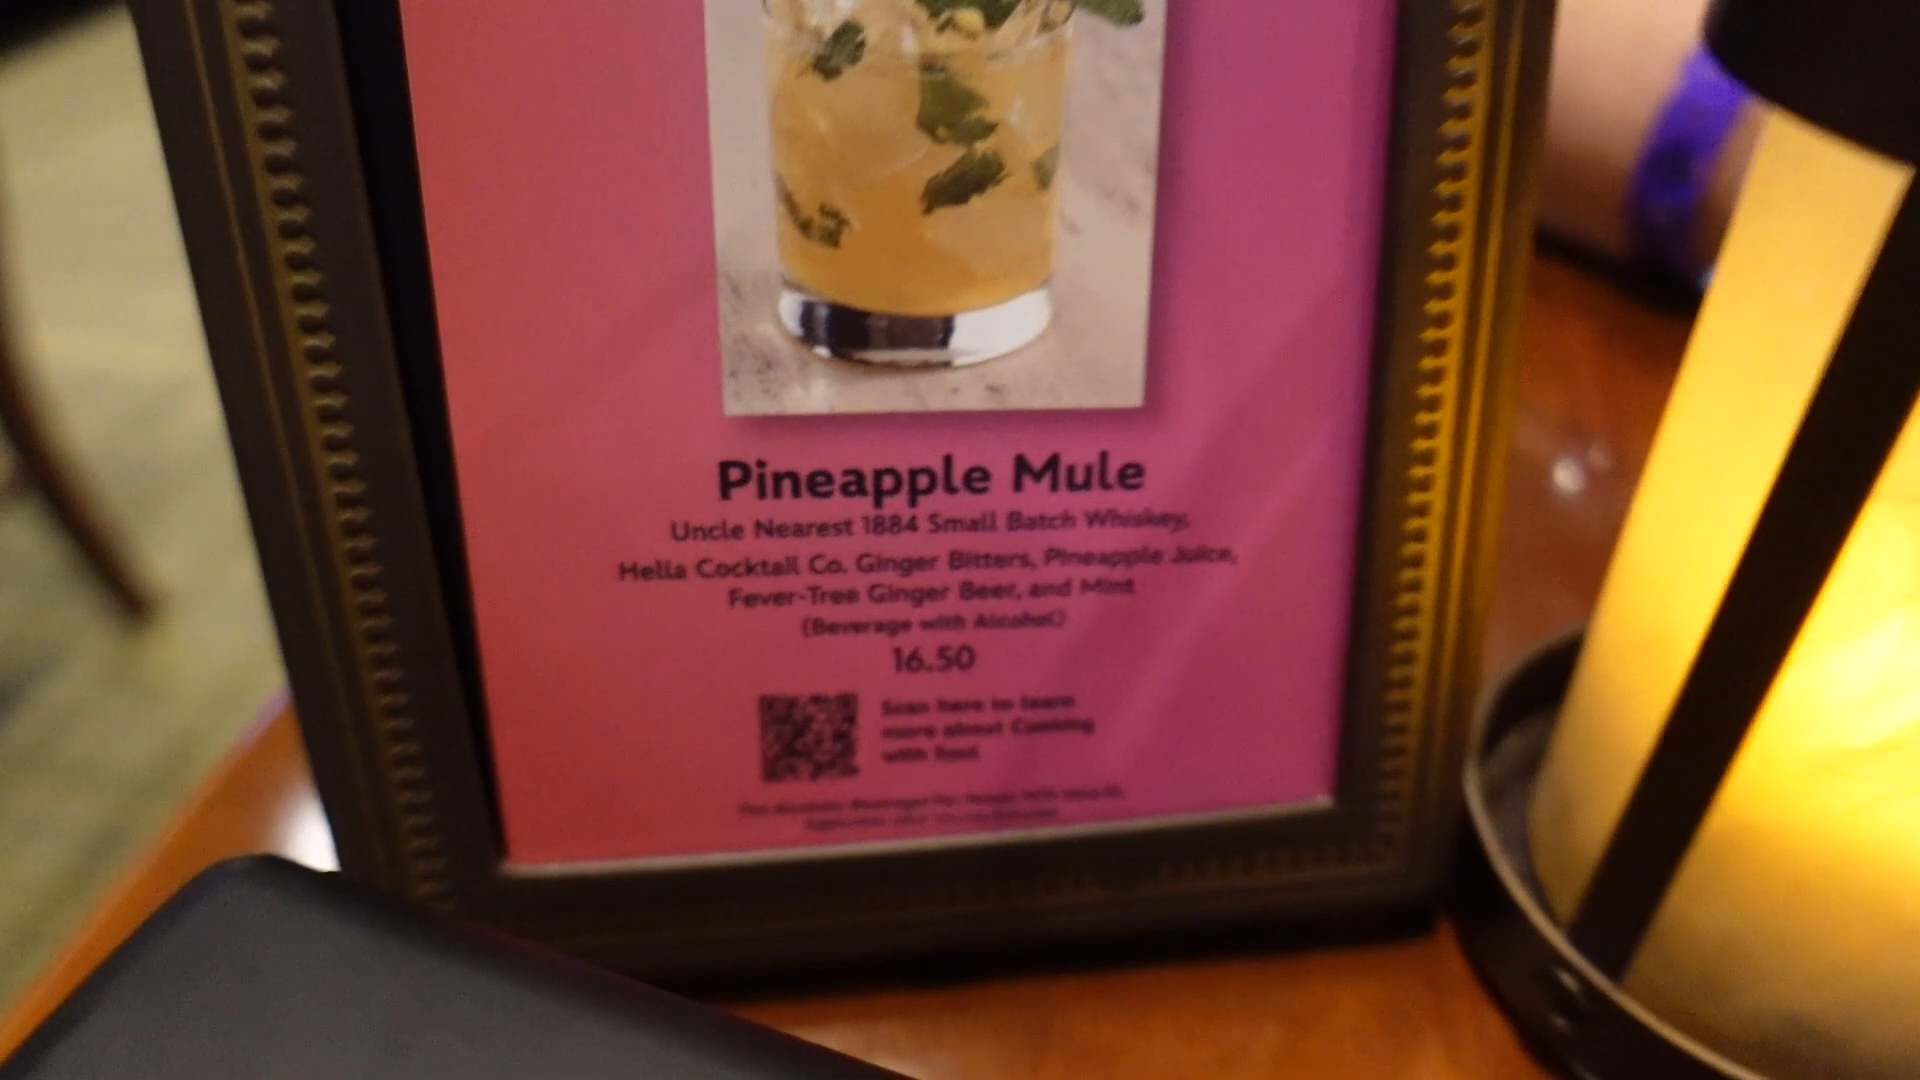 Pineapple Mule
Uncle Nearest 1884 Small Batch Whiskey,
Hella Cocktail Co. Ginger Bitters, Pineapple Juice,
Fever-Tree Ginger Beer, and Mint
(Beverage with Alcohol)
16.50
Scan here to learn
more about Coming
with Soul